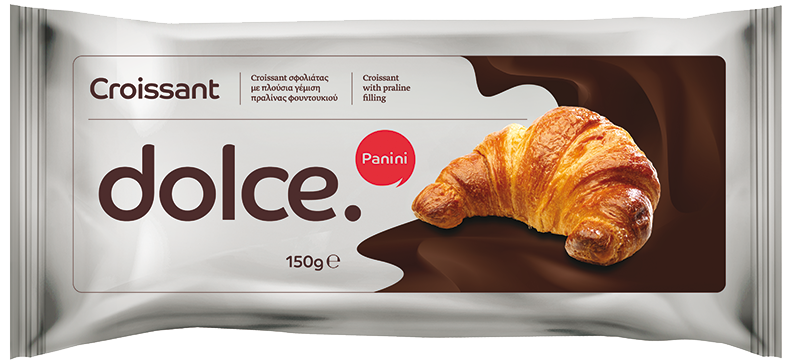 Croissant
Croissant σφολιάτας
με πλούσια γέμιση
πραλίνας φουντουκιού
Croissant
with praline
filling
dolce.
Panini
150g℮